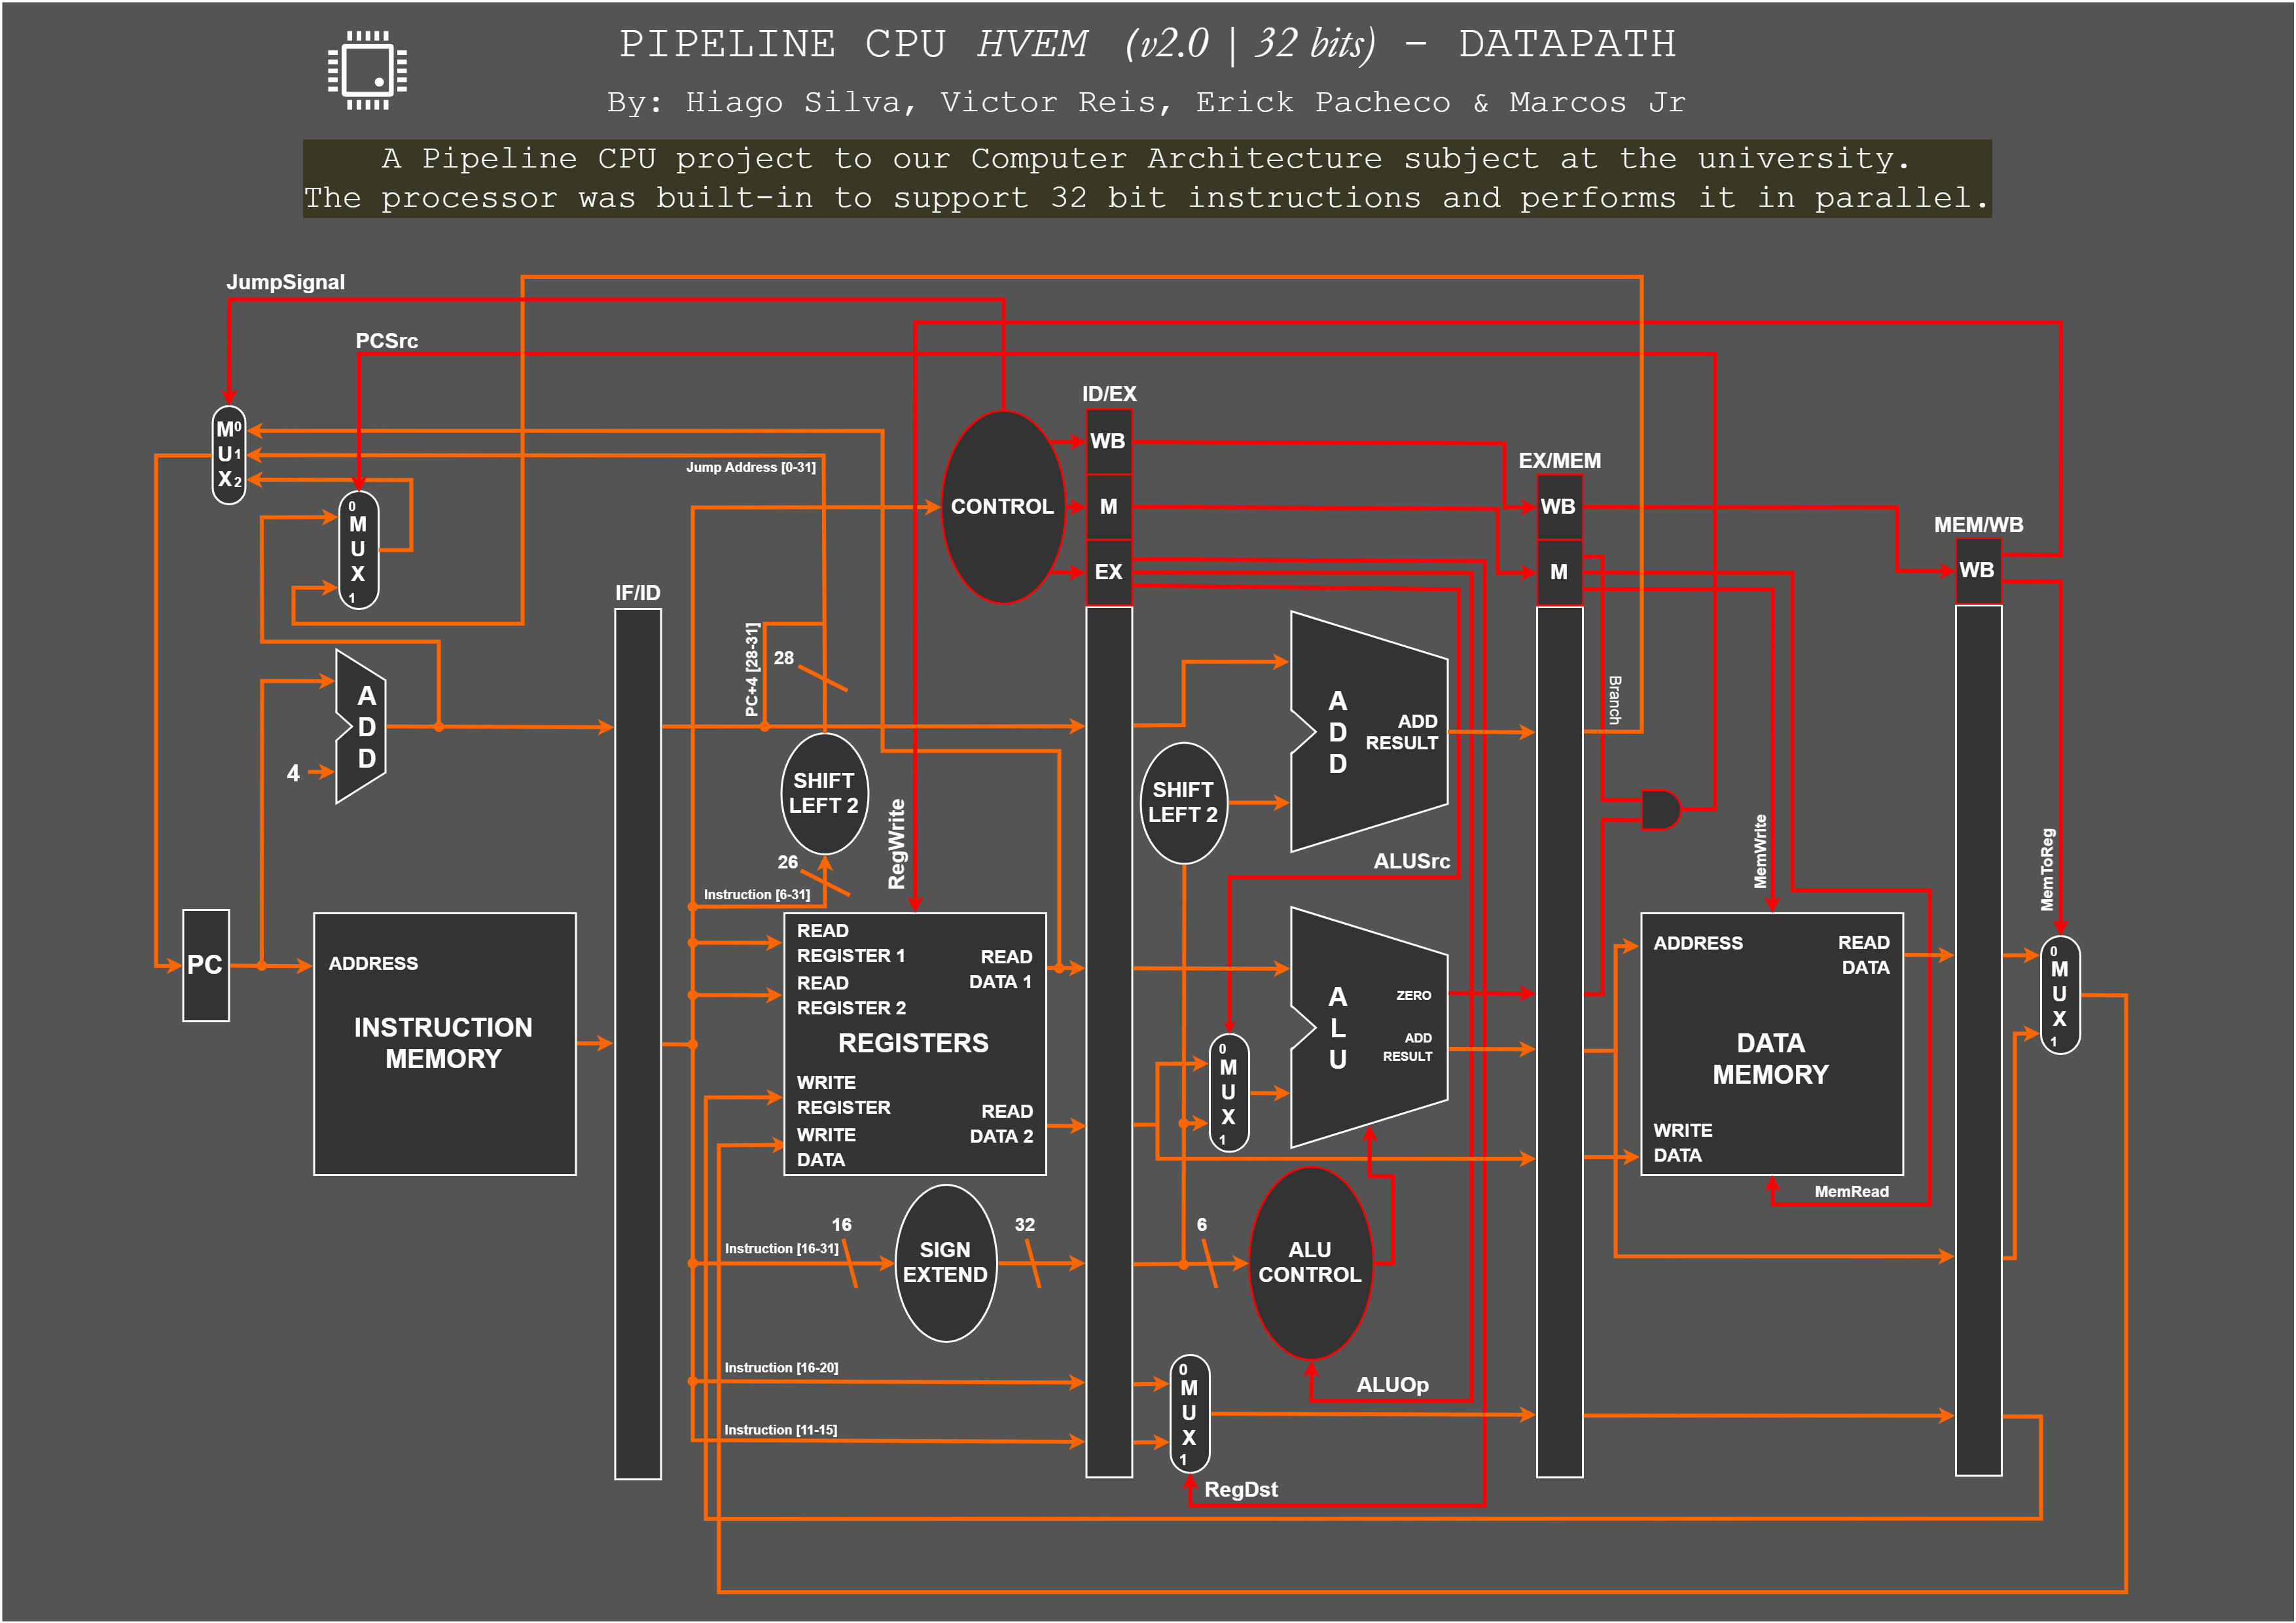 PIPELINE CPU HVEM (v2.0 | 32 bits) - DATAPATH
By: Hiago Silva, Victor Reis, Erick Pacheco & Marcos Jr
A Pipeline CPU project to our Computer Architecture subject at the university.
The processor was built-in to support 32 bit instructions and performs it in parallel.
JumpSignal
PCSrc
M0
U1
X2
0
M
U
X
1
Jump Address [0-31]
CONTROL
ID/EX
WB
M
EX
EX/MEM
WB
M
MEM/WB
WB
IF/ID
A
D
D
4
PC+4 [28-31]
28
SHIFT
LEFT 2
26
Instruction [6-31]
RegWrite
SHIFT
LEFT 2
A
D
D
ADD
RESULT
Branch
ALUSrc
MemWrite
MemToReg
PC
ADDRESS
INSTRUCTION
MEMORY
READ
REGISTER 1
READ
REGISTER 2
REGISTERS
WRITE
REGISTER
WRITE
DATA
READ
DATA 1
READ
DATA 2
0
M
U
X
1
A
L
U
ZERO
ADD
RESULT
ADDRESS
READ
DATA
DATA
MEMORY
WRITE
DATA
MemRead
0
M
U
X
1
Instruction [16-31]
16
SIGN
EXTEND
32
6
ALU
CONTROL
ALUOp
Instruction [16-20]
Instruction [11-15]
0
M
U
X
1
RegDst